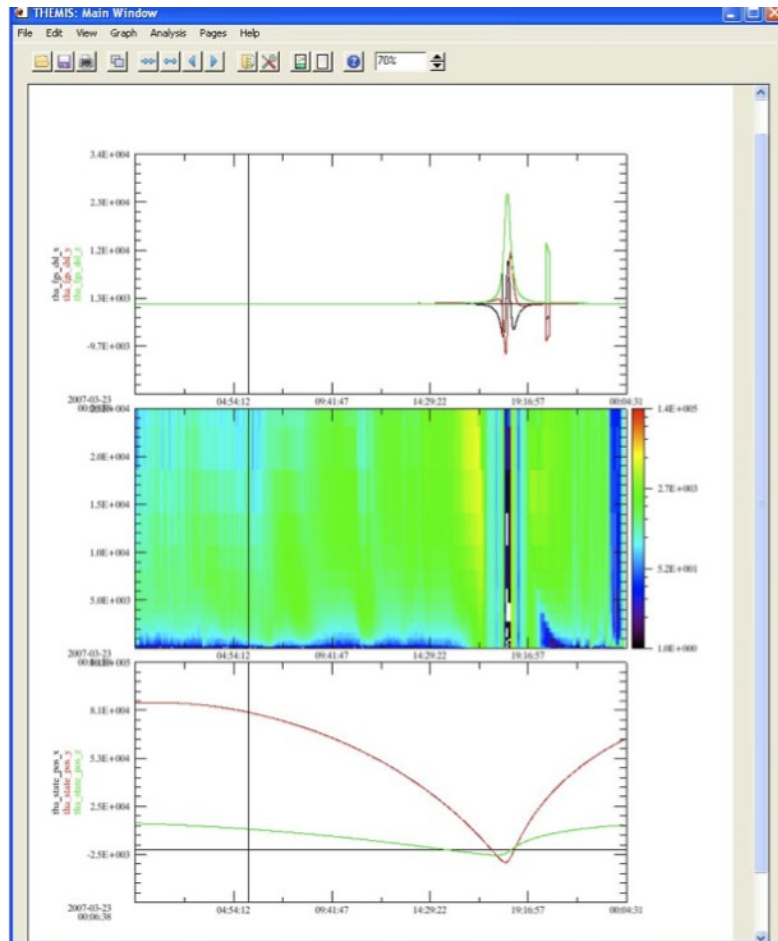 THEMIS: Main Window
File Edit View Graph Analysis Pages Help
70%
3.4E+004
2.3E+004
1.2E+004
1.3E+003
-9.7E+003
tha_fgs_dsl_x
tha_fgs_dsl_y
tha_fgs_dsl_z
2007-03-23
04:54:12 09:41:47 14:29:22 19:16:57 00:04:31
2.0E+004
1.5E+004
1.0E+004
5.0E+003
1.4E+005
2.7E+003
5.2E+001
1.0E+000
2007-03-23
04:54:12 09:41:47 14:29:22 19:16:57 00:04:31
8.1E+004
5.3E+004
2.5E+004
-2.5E+003
tha_state_pos_x
tha_state_pos_y
tha_state_pos_z
2007-03-23
00:06:38
04:54:12 09:41:47 14:29:22 19:16:57 00:04:31